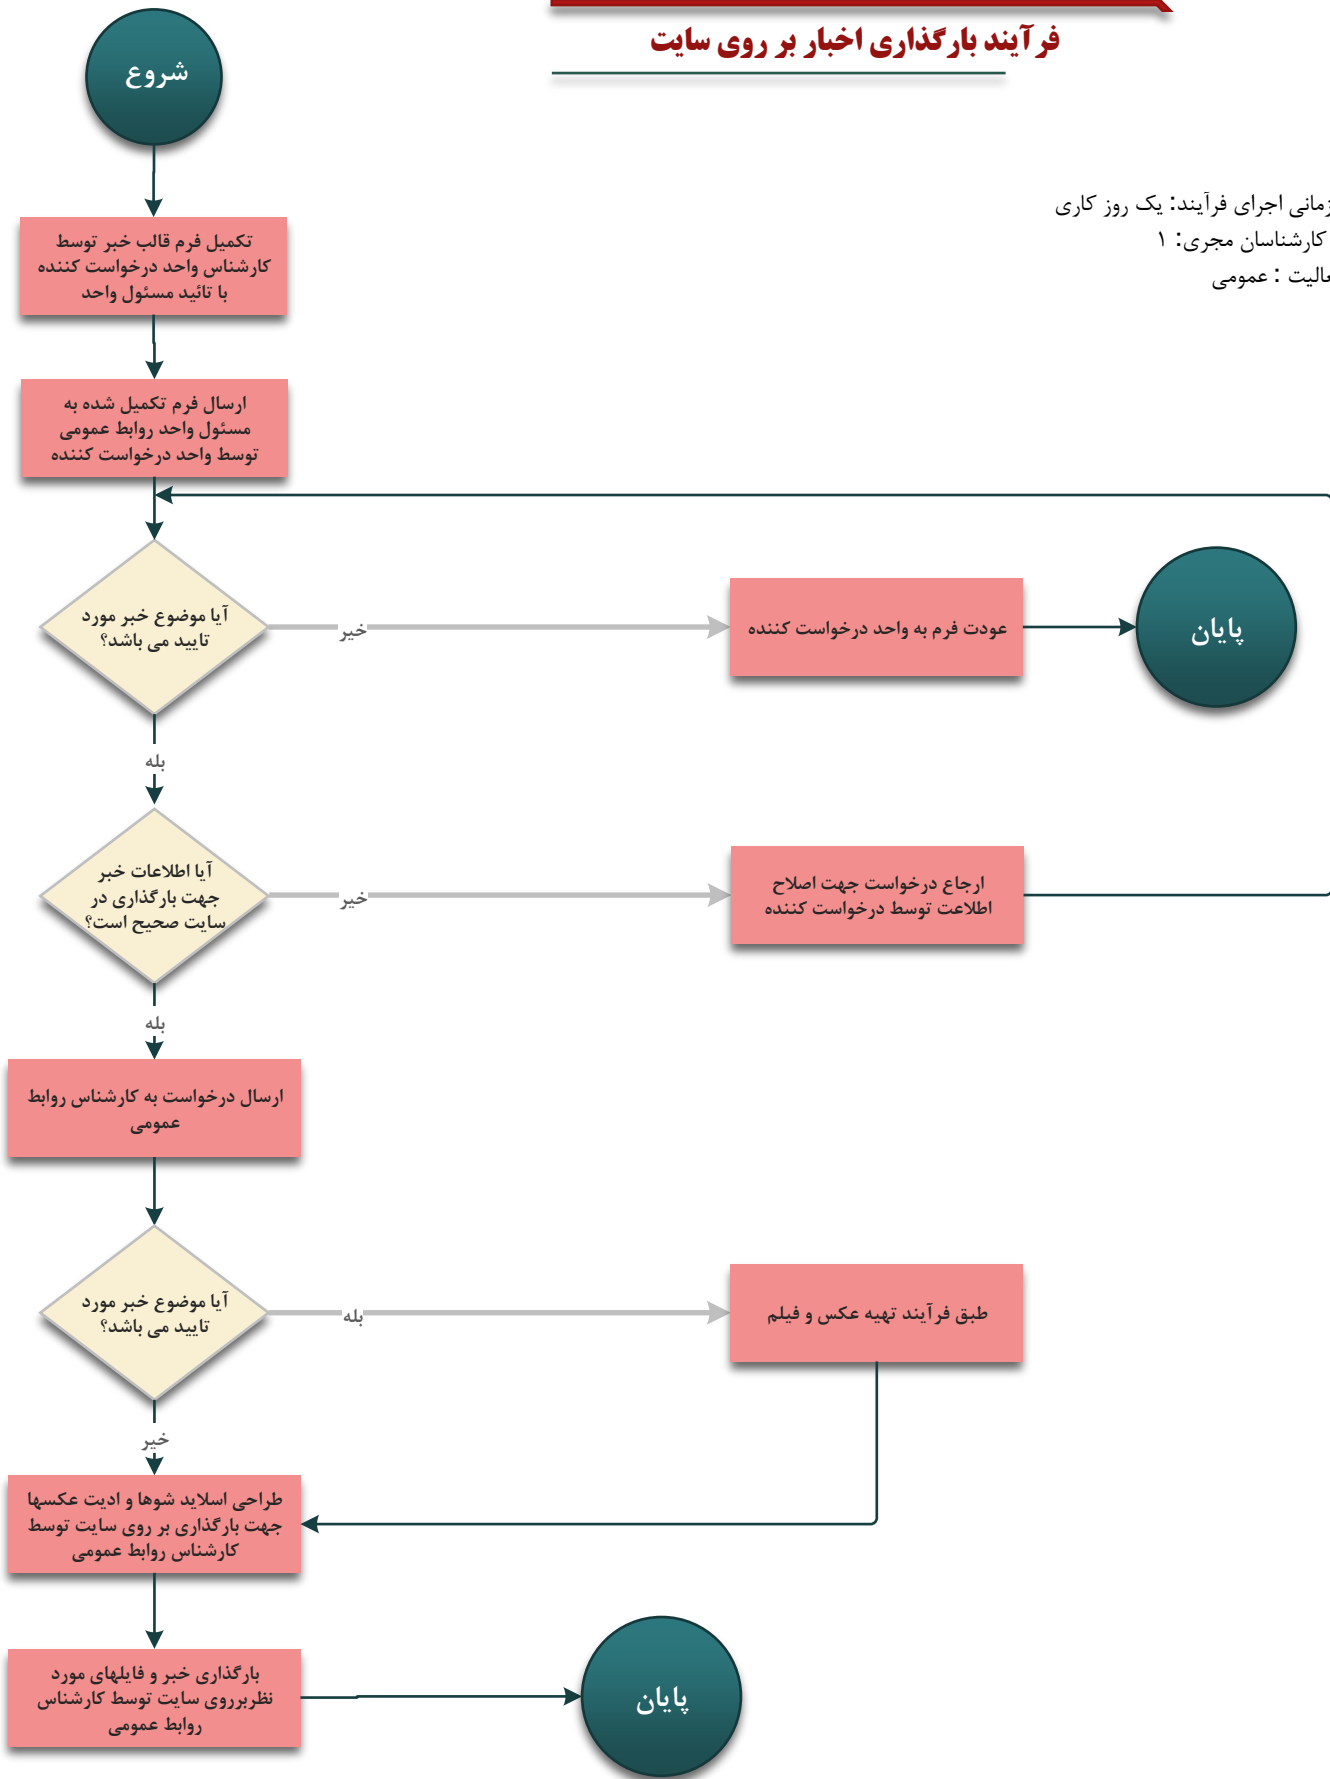 فرآیند بارگذاری اخبار بر روی سایت
شروع
زمانی اجرای فرآیند: یک روز کاری
کارشناسان مجری: ۱
عمومی :
تکمیل فرم قالب خبر توسط
کارشناس واحد درخواست کننده
با تائید مسئول واحد
ارسال فرم تکمیل شده به
مسئول واحد روابط عمومی
توسط واحد درخواست کننده
آیا موضوع خبر مورد
تایید می باشد؟
خیر
عودت فرم به واحد درخواست کننده
پایان
بله
آیا اطلاعات خبر
جهت بارگذاری در
سایت صحیح است؟
خیر
ارجاع درخواست جهت اصلاح
اطلاعت توسط درخواست کننده
بله
ارسال درخواست به کارشناس روابط
عمومی
آیا موضوع خبر مورد
تایید می باشد؟
بله
طبق فرآیند تهیه عکس و فیلم
خیر
طراحی اسلاید شوها و ادیت عکسها
جهت بارگذاری بر روی سایت توسط
کارشناس روابط عمومی
بارگذاری خبر و فایلهای مورد
نظربرروی سایت توسط کارشناس
روابط عمومی
پایان